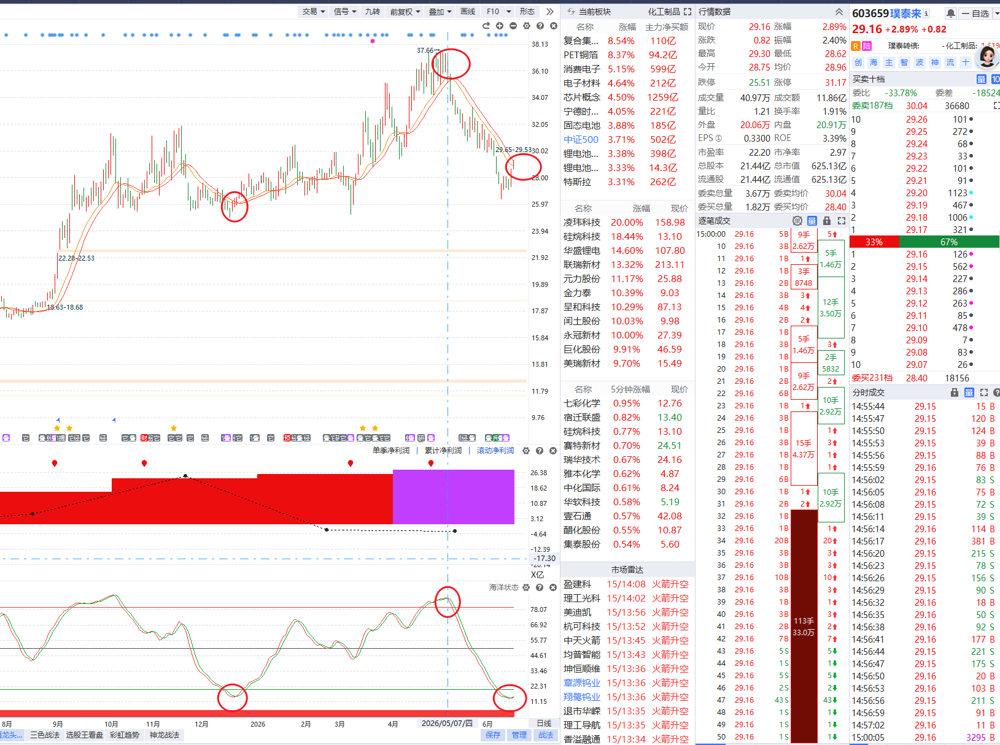 交易 信号 九转 前复权 叠加 画线 F10 形态
37.66
29.65-29.53
22.28-22.53
18.63-18.68
38.13
36.10
34.07
32.05
30.02
28.00
25.97
23.94
21.92
19.89
17.87
15.84
13.81
11.79
9.76
单季净利润 | 累计净利润 | 滚动净利润
26.38
18.62
10.87
3.12
-4.64
-12.39
-17.30
X亿
海洋状态
78.07
66.92
55.77
44.61
33.46
22.31
11.15
8月 9月 10月 11月 12月 2026 2月 3月 4月 2026/05/07/四 6月 日线
三色战法 选股王看盘 彩虹趋势 神龙战法 保存 管理 战法
当前板块 化工制品
名称 涨幅 主力净买额
复合集... 8.54% 110亿
PET铜箔 8.37% 94.2亿
消费电子 5.15% 599亿
电子材料 4.64% 212亿
芯片概念 4.50% 1259亿
宁德时... 4.05% 221亿
固态电池 3.88% 185亿
中证500 3.71% 502亿
锂电池... 3.38% 398亿
锂电池... 3.33% 14.3亿
特斯拉 3.31% 262亿
名称 涨幅 现价
凌玮科技 20.00% 158.98
硅烷科技 18.44% 13.10
华盛锂电 14.60% 107.80
联瑞新材 13.32% 213.11
元力股份 11.17% 25.88
金力泰 10.39% 9.03
呈和科技 10.29% 87.13
闰土股份 10.03% 9.98
永冠新材 10.00% 27.39
巨化股份 9.91% 46.59
美瑞新材 9.70% 15.49
名称 5分钟涨幅 现价
七彩化学 0.95% 12.76
宿迁联盛 0.82% 13.40
硅烷科技 0.77% 13.10
赛特新材 0.70% 24.51
瑞华技术 0.67% 24.16
雅本化学 0.62% 4.87
中化国际 0.61% 8.24
华软科技 0.58% 5.19
壹石通 0.57% 42.08
醋化股份 0.55% 10.87
集泰股份 0.54% 5.60
市场雷达
盈建科 15/14:08 火箭升空
理工光科 15/14:02 火箭升空
美迪凯 15/13:56 火箭升空
杭可科技 15/13:52 火箭升空
中天火箭 15/13:45 火箭升空
均普智能 15/13:43 火箭升空
坤恒顺维 15/13:36 火箭升空
章源钨业 15/13:36 火箭升空
翔鹭钨业 15/13:36 火箭升空
退市华嵘 15/13:35 火箭升空
理工导航 15/13:35 火箭升空
香溢融通 15/13:34 火箭升空
行情数据
现价 29.16 涨幅 2.89%
涨跌 0.82 振幅 2.40%
最高 29.30 最低 28.62
今开 28.75 均价 28.96
跌停 25.51 涨停 31.17
成交量 40.97万 成交额 11.86亿
量比 1.21 换手率 1.91%
外盘 20.06万 内盘 20.91万
EPS① 0.3300 ROE 3.39%
市盈率 22.20 市净率 2.97
总股本 21.44亿 总市值 625.13亿
流通股 21.44亿 流通值 625.13亿
委卖总量 3.67万 委卖均价 30.04
委买总量 1.82万 委买均价 28.40
逐笔成交 单 量
15:00:00 29.16 5B 5
10 29.16 3B
11 29.16 1B 1
12 29.16 1B
13 29.16 2B
14 29.16 3B 3
15 29.16 4B 4
16 29.16 2B 2
17 29.16 1B
18 29.16 3B 3
19 29.16 1B
20 29.16 1B
21 29.16 2B 2
22 29.16 6B
23 29.16 1B 1
24 29.16 3B
25 29.16 1B 1
26 29.16 3B 3
27 29.16 1B 1
28 29.16 1B 1
29 29.16 6B
30 29.16 1B 1
31 29.16 2B 2
32 29.16 1B
33 29.16 1B 1
34 29.16 20B 20
35 29.16 3B 3
36 29.16 3B 3
37 29.16 10B 10
38 29.16 3B 3
39 29.16 1B 1
40 29.16 3B 3
41 29.16 2B 2
42 29.16 7B 7
43 29.16 5S 5
44 29.16 1S 1
45 29.16 5S 5
46 29.16 2S 2
47 29.16 43S 43
48 29.16 1S 1
49 29.16 1S 1
50 29.16 1S 1
9手
2.62万
3手
8748
5手
1.46万
9手
2.62万
15手
4.37万
113手
33.0万
5手
1.46万
12手
3.50万
2手
5832
10手
2.92万
10手
2.92万
603659璞泰来 自选
29.16 +2.89% +0.82
R 陆 璞泰转债: - 化工制品: 1.61%
创 海 主 智 波 神 流 十
买卖十档 量 10
委比 -33.78% 委差 -18524
委卖187档 30.04 36680
10 29.26 101
9 29.25 272
8 29.24 68
7 29.23 33
6 29.22 101
5 29.21 91
4 29.20 1123
3 29.19 467
2 29.18 1006
1 29.17 321
33% 67%
1 29.16 126
2 29.15 562
3 29.14 227
4 29.13 286
5 29.12 263
6 29.11 85
7 29.10 478
8 29.09 7
9 29.08 83
10 29.07 26
委买231档 28.40 18156
分时成交 量
14:55:44 29.15 15 B
14:55:47 29.15 120 B
14:55:50 29.15 124 B
14:55:53 29.15 39 B
14:55:56 29.15 88 B
14:55:59 29.15 76 B
14:56:02 29.15 83 S
14:56:05 29.15 75 B
14:56:08 29.15 72 S
14:56:11 29.15 39 S
14:56:14 29.16 114 B
14:56:17 29.16 381 B
14:56:20 29.15 215 S
14:56:23 29.15 78 S
14:56:26 29.15 156 S
14:56:29 29.15 90 S
14:56:32 29.16 18 B
14:56:35 29.15 50 S
14:56:38 29.15 92 S
14:56:41 29.16 177 B
14:56:44 29.15 221 S
14:56:47 29.15 175 S
14:56:50 29.16 20 B
14:56:53 29.16 103 B
14:56:56 29.15 211 S
14:56:59 29.15 91 B
14:57:02 29.16 11 B
15:00:05 29.16 3295 B